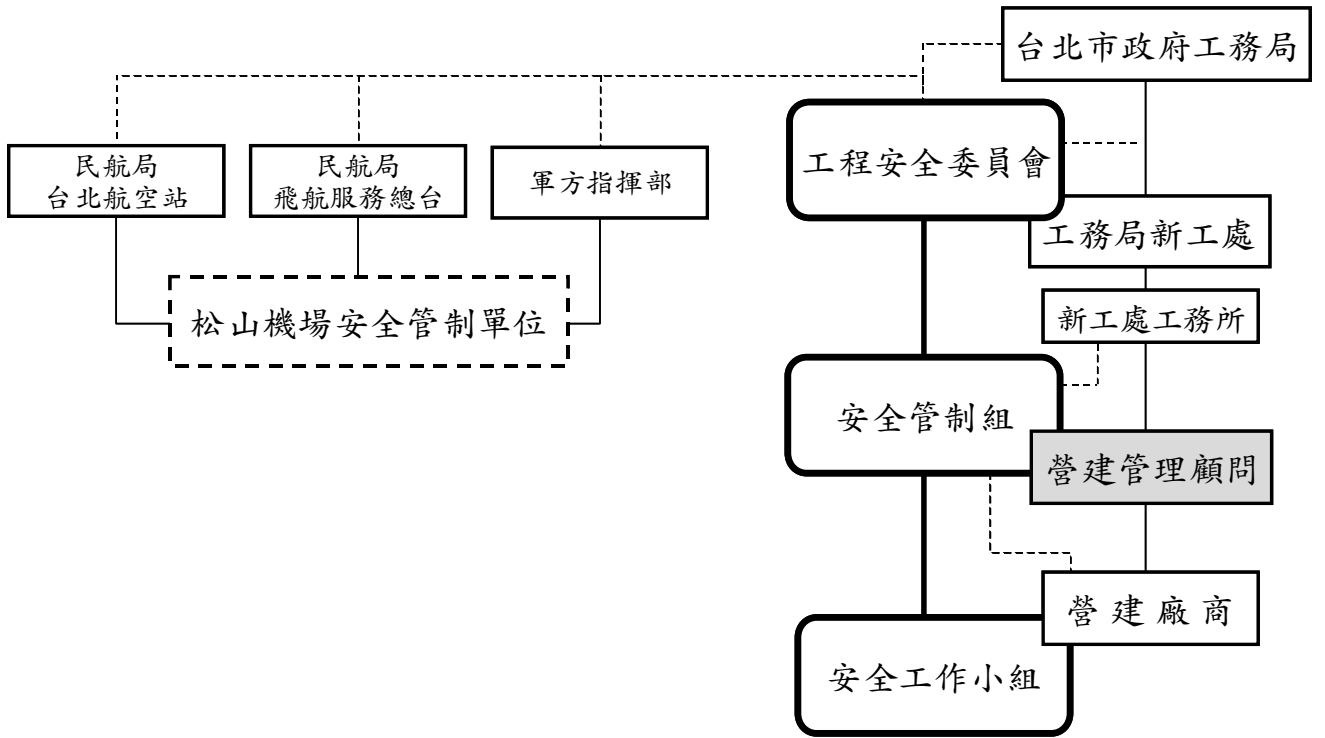 台北市政府工務局
工程安全委員會
民航局
台北航空站
民航局
飛航服務總台
軍方指揮部
工務局新工處
松山機場安全管制單位
新工處工務所
安全管制組
營建管理顧問
營建廠商
安全工作小組